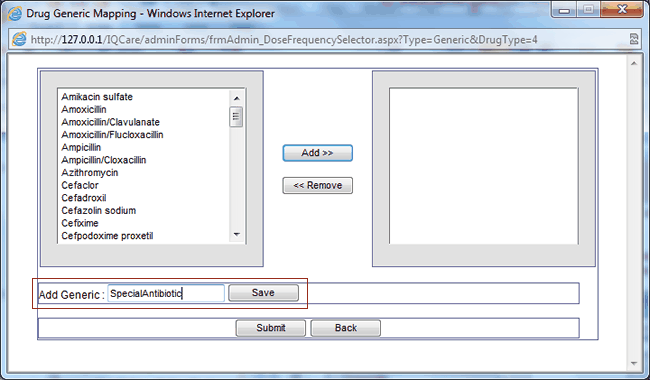 Drug Generic Mapping - Windows Internet Explorer
http://127.0.0.1/IQCare/adminForms/frmAdmin_DoseFrequencySelector.aspx?Type=Generic&DrugType=4
Amikacin sulfate
Amoxicillin
Amoxicillin/Clavulanate
Amoxicillin/Flucloxacillin
Ampicillin
Ampicillin/Cloxacillin
Azithromycin
Cefaclor
Cefadroxil
Cefazolin sodium
Cefixime
Cefpodoxime proxetil
Add >>
<< Remove
Add Generic : SpecialAntibiotic Save
Submit Back